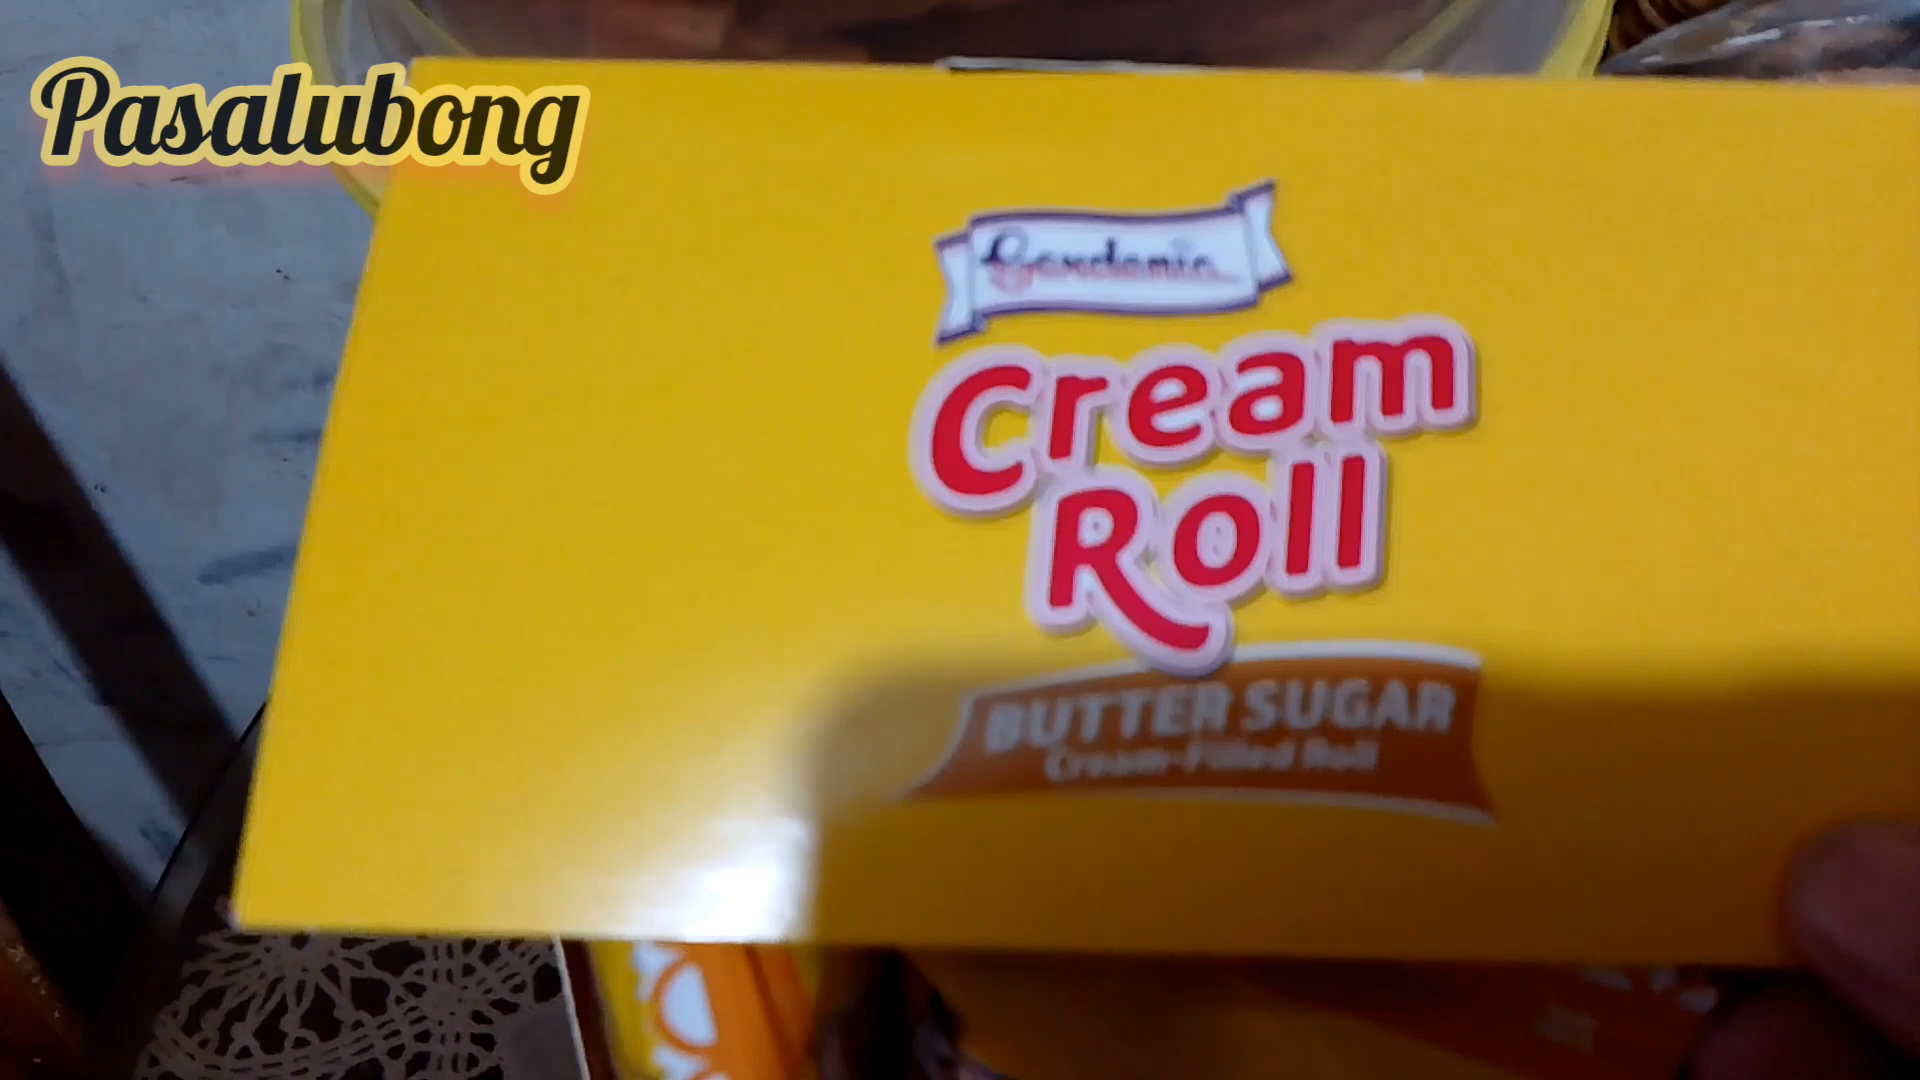 Pasalubong
Gardenia
Cream
Roll
BUTTER SUGAR
Cream-Filled Roll